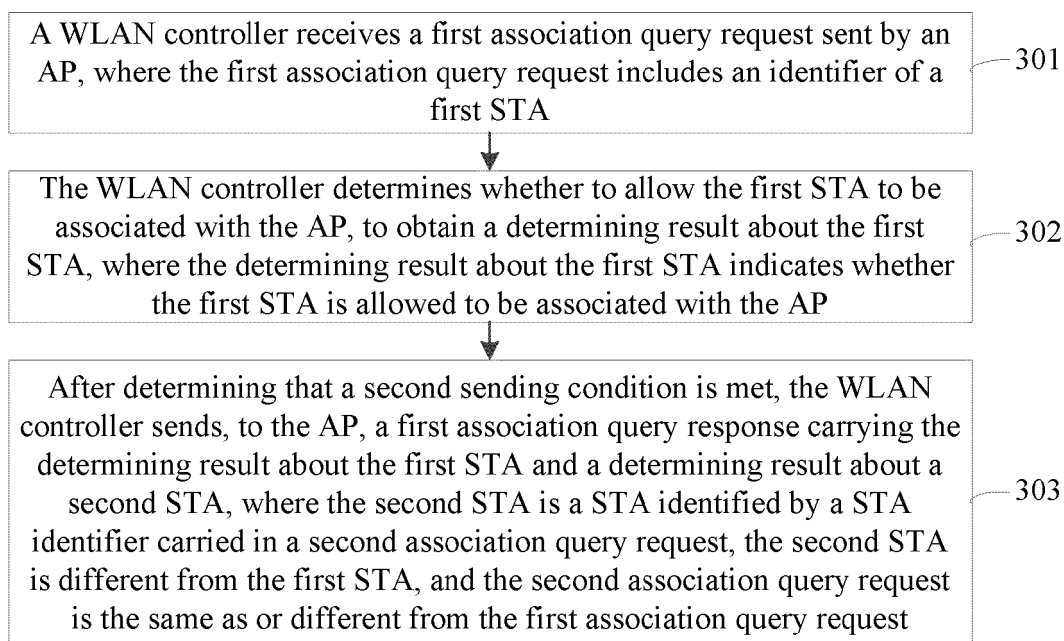 A WLAN controller receives a first association query request sent by an
AP, where the first association query request includes an identifier of a
first STA
301
The WLAN controller determines whether to allow the first STA to be
associated with the AP, to obtain a determining result about the first
STA, where the determining result about the first STA indicates whether
the first STA is allowed to be associated with the AP
302
After determining that a second sending condition is met, the WLAN
controller sends, to the AP, a first association query response carrying the
determining result about the first STA and a determining result about a
second STA, where the second STA is a STA identified by a STA
identifier carried in a second association query request, the second STA
is different from the first STA, and the second association query request
is the same as or different from the first association query request
303